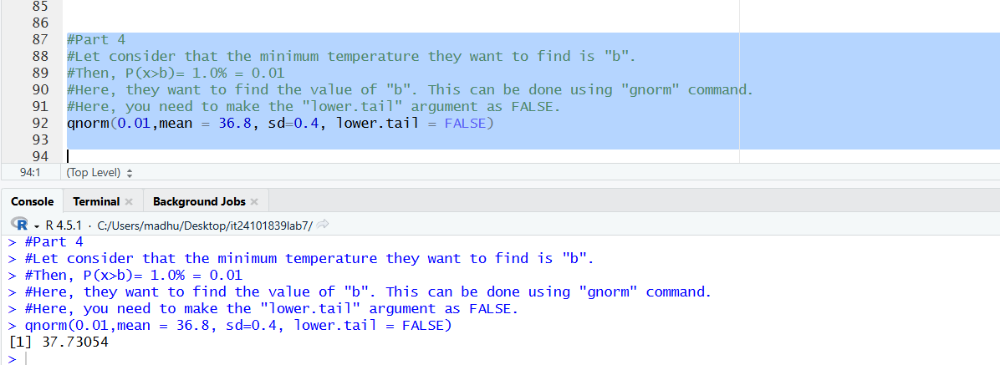 85
86
87 #Part 4
88 #Let consider that the minimum temperature they want to find is "b".
89 #Then, P(x>b)= 1.0% = 0.01
90 #Here, they want to find the value of "b". This can be done using "gnorm" command.
91 #Here, you need to make the "lower.tail" argument as FALSE.
92 qnorm(0.01,mean = 36.8, sd=0.4, lower.tail = FALSE)
93
94
94:1 (Top Level)
Console Terminal Background Jobs
R R 4.5.1 · C:/Users/madhu/Desktop/it24101839lab7/
> #Part 4
> #Let consider that the minimum temperature they want to find is "b".
> #Then, P(x>b)= 1.0% = 0.01
> #Here, they want to find the value of "b". This can be done using "gnorm" command.
> #Here, you need to make the "lower.tail" argument as FALSE.
> qnorm(0.01,mean = 36.8, sd=0.4, lower.tail = FALSE)
[1] 37.73054
>